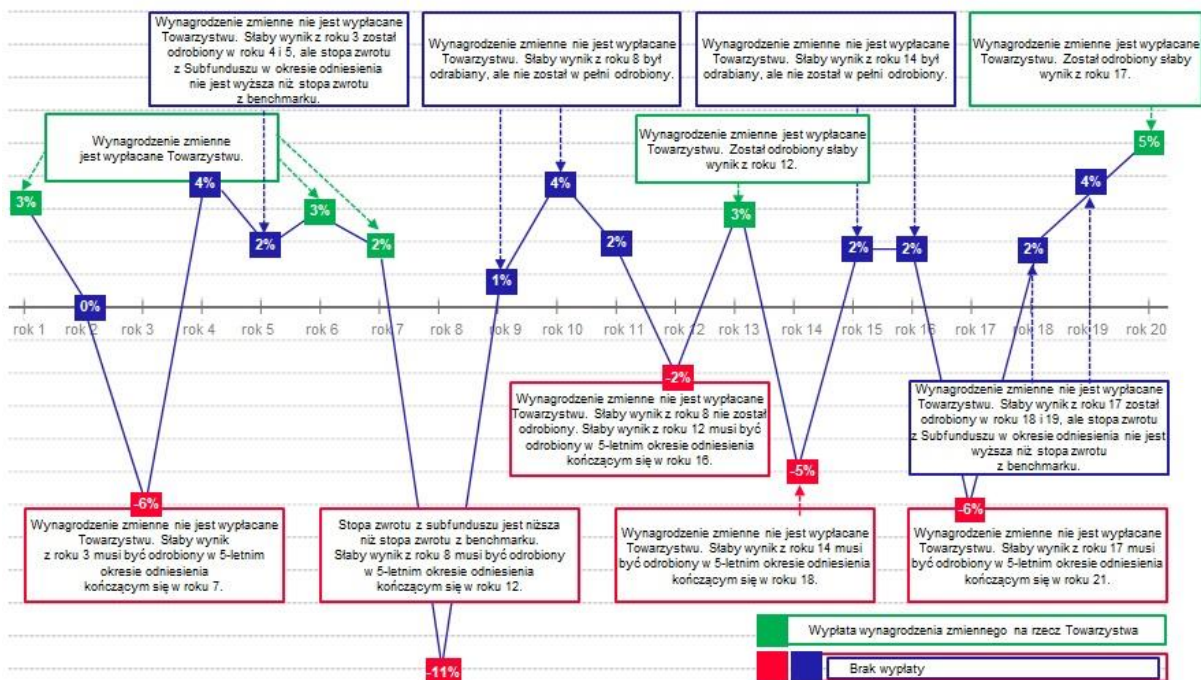 Wynagrodzenie zmienne nie jest wypłacane
Towarzystwu. Słaby wynik z roku 3 został
odrobiony w roku 4 i 5, ale stopa zwrotu
z Subfunduszu w okresie odniesienia
nie jest wyższa niż stopa zwrotu
z benchmarku.
Wynagrodzenie zmienne nie jest wypłacane
Towarzystwu. Słaby wynik z roku 8 był
odrabiany, ale nie został w pełni odrobiony.
Wynagrodzenie zmienne nie jest wypłacane
Towarzystwu. Słaby wynik z roku 14 był
odrabiany, ale nie został w pełni odrobiony.
Wynagrodzenie zmienne jest wypłacane
Towarzystwu. Został odrobiony słaby
wynik z roku 17.
Wynagrodzenie zmienne
jest wypłacane Towarzystwu.
Wynagrodzenie zmienne jest wypłacane
Towarzystwu. Został odrobiony słaby
wynik z roku 12.
3%
0%
-6%
4%
2%
3%
2%
-11%
1%
4%
2%
-2%
3%
-5%
2%
2%
-6%
2%
4%
5%
rok 1
rok 2
rok 3
rok 4
rok 5
rok 6
rok 7
rok 8
rok 9
rok 10
rok 11
rok 12
rok 13
rok 14
rok 15
rok 16
rok 17
rok 18
rok 19
rok 20
Wynagrodzenie zmienne nie jest wypłacane
Towarzystwu. Słaby wynik z roku 8 nie został
odrobiony. Słaby wynik z roku 12 musi być
odrobiony w 5-letnim okresie odniesienia
kończącym się w roku 16.
Wynagrodzenie zmienne nie jest wypłacane
Towarzystwu. Słaby wynik z roku 17 został
odrobiony w roku 18 i 19, ale stopa zwrotu
z Subfunduszu w okresie odniesienia nie jest
wyższa niż stopa zwrotu
z benchmarku.
Wynagrodzenie zmienne nie jest wypłacane
Towarzystwu. Słaby wynik
z roku 3 musi być odrobiony w 5-letnim
okresie odniesienia
kończącym się w roku 7.
Stopa zwrotu z subfunduszu jest niższa
niż stopa zwrotu z benchmarku.
Słaby wynik z roku 8 musi być odrobiony
w 5-letnim okresie odniesienia
kończącym się w roku 12.
Wynagrodzenie zmienne nie jest wypłacane
Towarzystwu. Słaby wynik z roku 14 musi
być odrobiony w 5-letnim okresie odniesienia
kończącym się w roku 18.
Wynagrodzenie zmienne nie jest wypłacane
Towarzystwu. Słaby wynik z roku 17 musi
być odrobiony w 5-letnim okresie odniesienia
kończącym się w roku 21.
Wypłata wynagrodzenia zmiennego na rzecz Towarzystwa
Brak wypłaty